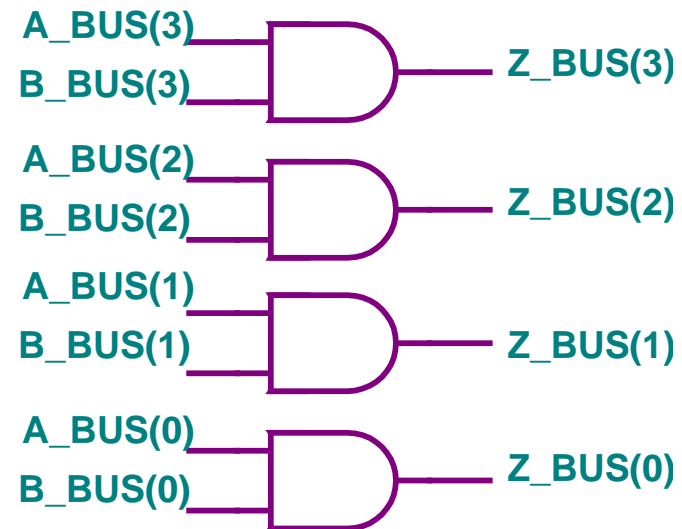 A_BUS(3)
B_BUS(3)
Z_BUS(3)
A_BUS(2)
B_BUS(2)
Z_BUS(2)
A_BUS(1)
B_BUS(1)
Z_BUS(1)
A_BUS(0)
B_BUS(0)
Z_BUS(0)